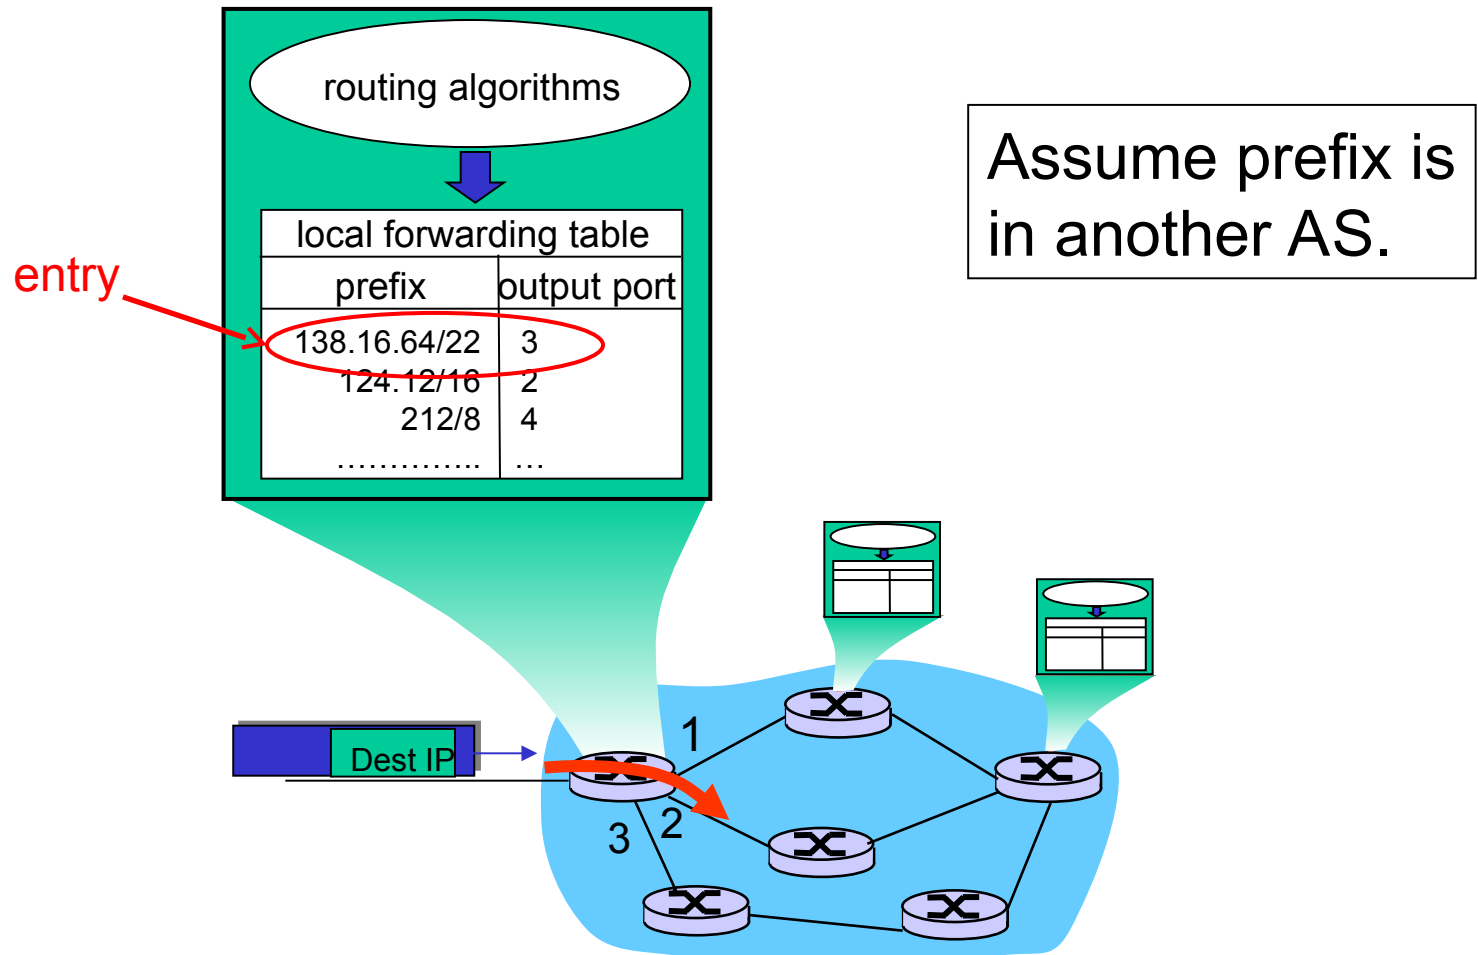 routing algorithms
local forwarding table
prefix output port
138.16.64/22 3
124.12/16 2
212/8 4
………….. …
entry
Assume prefix is
in another AS.
Dest IP
1
2
3